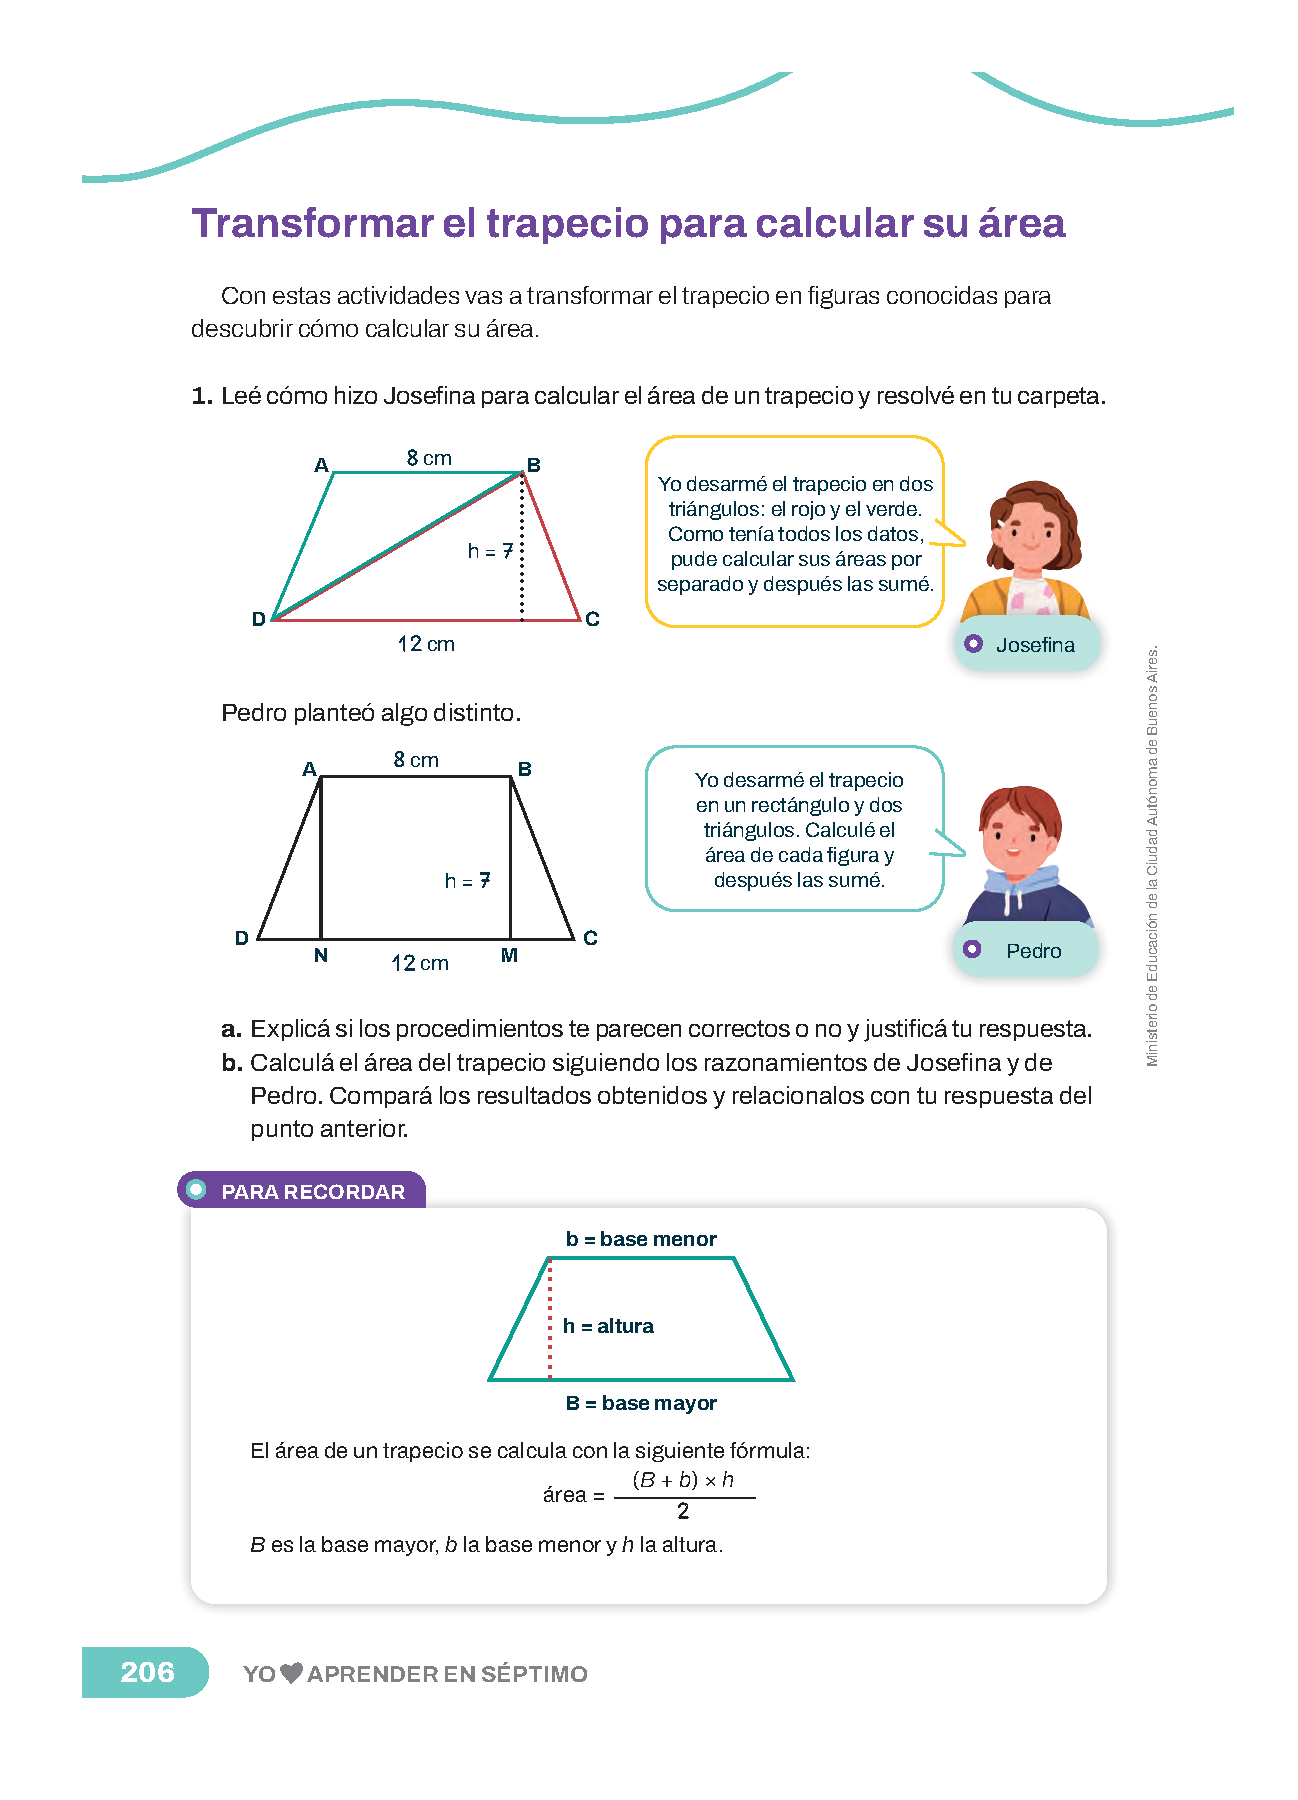 Transformar el trapecio para calcular su área
Con estas actividades vas a transformar el trapecio en figuras conocidas para
descubrir cómo calcular su área.
1. Leé cómo hizo Josefina para calcular el área de un trapecio y resolvé en tu carpeta.
A
8 cm
B
h = 7
D
C
12 cm
Yo desarmé el trapecio en dos
triángulos: el rojo y el verde.
Como tenía todos los datos,
pude calcular sus áreas por
separado y después las sumé.
Josefina
Pedro planteó algo distinto.
A
8 cm
B
h = 7
D
C
N
M
12 cm
Yo desarmé el trapecio
en un rectángulo y dos
triángulos. Calculé el
área de cada figura y
después las sumé.
Pedro
a. Explicá si los procedimientos te parecen correctos o no y justificá tu respuesta.
b. Calculá el área del trapecio siguiendo los razonamientos de Josefina y de
Pedro. Compará los resultados obtenidos y relacionalos con tu respuesta del
punto anterior.
PARA RECORDAR
b = base menor
h = altura
B = base mayor
El área de un trapecio se calcula con la siguiente fórmula:
área = (B + b) × h
2
B es la base mayor, b la base menor y h la altura.
Ministerio de Educación de la Ciudad Autónoma de Buenos Aires.
206
YO APRENDER EN SÉPTIMO